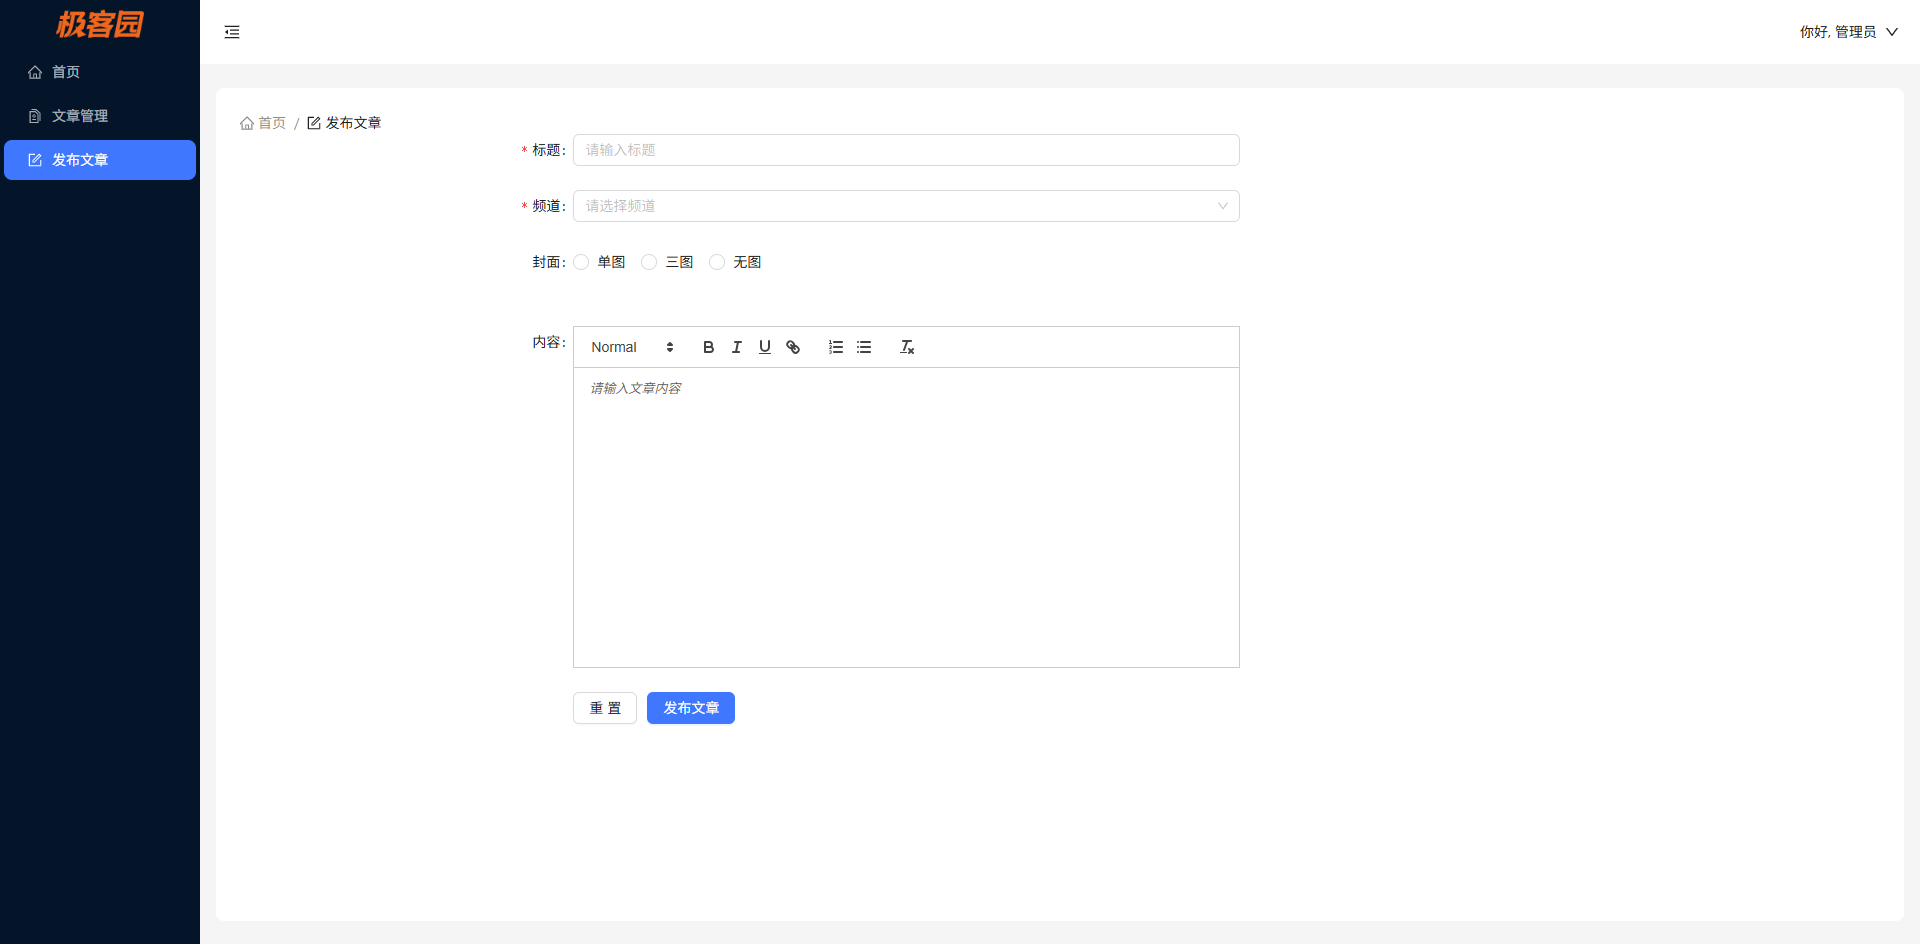 极客园
首页
文章管理
发布文章
你好, 管理员
首页 / 发布文章
* 标题:
请输入标题
* 频道:
请选择频道
封面: 单图 三图 无图
内容:
Normal
请输入文章内容
重 置
发布文章